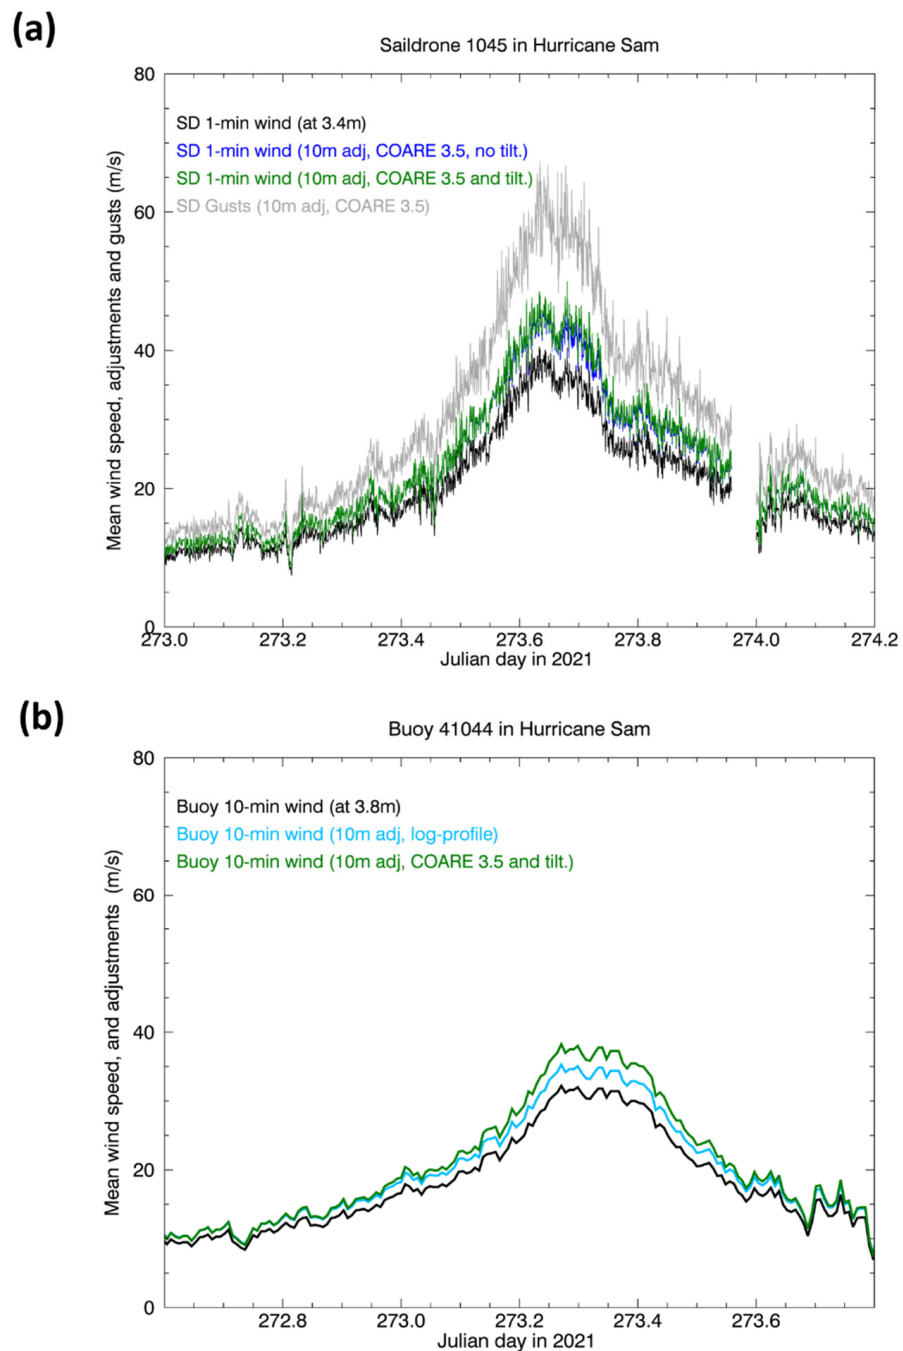 (a)
Saildrone 1045 in Hurricane Sam
80
SD 1-min wind (at 3.4m)
SD 1-min wind (10m adj, COARE 3.5, no tilt.)
SD 1-min wind (10m adj, COARE 3.5 and tilt.)
SD Gusts (10m adj, COARE 3.5)
60
40
20
0
Mean wind speed, adjustments and gusts (m/s)
273.0 273.2 273.4 273.6 273.8 274.0 274.2
Julian day in 2021
(b)
Buoy 41044 in Hurricane Sam
80
Buoy 10-min wind (at 3.8m)
Buoy 10-min wind (10m adj, log-profile)
Buoy 10-min wind (10m adj, COARE 3.5 and tilt.)
60
40
20
0
Mean wind speed, and adjustments (m/s)
272.8 273.0 273.2 273.4 273.6
Julian day in 2021